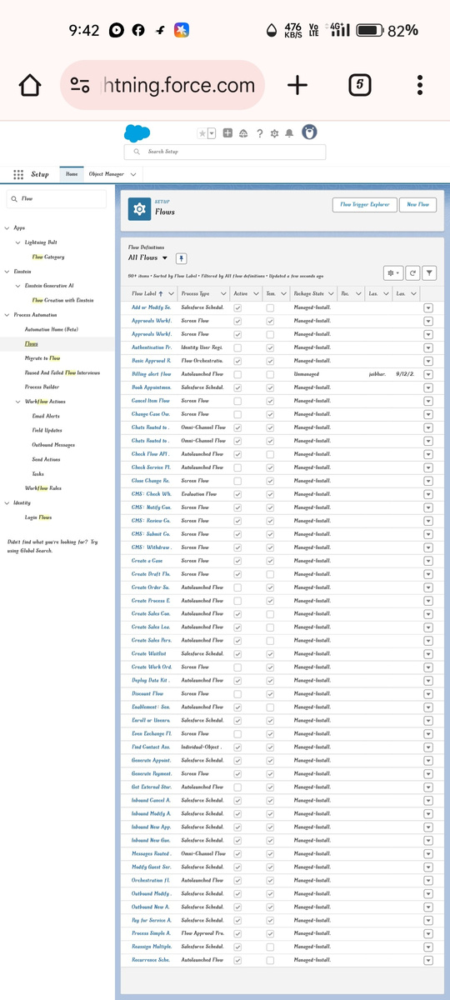 9:42 476 KB/S Vo LTE 4G+ 82%
htning.force.com 5
Search Setup
Setup Home Object Manager
Flow
Apps
Lightning Bolt
Flow Category
Einstein
Einstein Generative AI
Flow Creation with Einstein
Process Automation
Automation Home (Beta)
Flows
Migrate to Flow
Paused And Failed Flow Interviews
Process Builder
Workflow Actions
Email Alerts
Field Updates
Outbound Messages
Send Actions
Tasks
Workflow Rules
Identity
Login Flows
Didn't find what you're looking for? Try
using Global Search.
SETUP
Flows
Flow Trigger Explorer New Flow
Flow Definitions
All Flows
50+ items • Sorted by Flow Label • Filtered by All flow definitions • Updated a few seconds ago
Flow Label ↑ Process Type Active Tem. Package State Pac. Las. Las.
Add or Modify Se. Salesforce Schedul. Managed-Install.
Approvals Workf. Screen Flow Managed-Install.
Approvals Workf. Screen Flow Managed-Install.
Authentication Pr. Identity User Regi. Managed-Install.
Basic Approval R. Flow Orchestratio. Managed-Install.
Billing alert flow Autolaunched Flow Unmanaged jaibhar. 9/12/2.
Book Appointmen. Salesforce Schedul. Managed-Install.
Cancel Item Flow Screen Flow Managed-Install.
Change Case Ow. Screen Flow Managed-Install.
Chats Routed to . Omni-Channel Flow Managed-Install.
Chats Routed to . Omni-Channel Flow Managed-Install.
Check Flow API . Autolaunched Flow Managed-Install.
Check Service Pl. Autolaunched Flow Managed-Install.
Close Change Re. Screen Flow Managed-Install.
CMS: Check Wh. Evaluation Flow Managed-Install.
CMS: Notify Con. Screen Flow Managed-Install.
CMS: Review Co. Screen Flow Managed-Install.
CMS: Submit Co. Screen Flow Managed-Install.
CMS: Withdraw . Screen Flow Managed-Install.
Create a Case Screen Flow Managed-Install.
Create Draft Flo. Screen Flow Managed-Install.
Create Order Su. Autolaunched Flow Managed-Install.
Create Process E. Autolaunched Flow Managed-Install.
Create Sales Con. Autolaunched Flow Managed-Install.
Create Sales Lea. Autolaunched Flow Managed-Install.
Create Sales Pers. Autolaunched Flow Managed-Install.
Create Waitlist Salesforce Schedul. Managed-Install.
Create Work Ord. Screen Flow Managed-Install.
Deploy Data Kit . Autolaunched Flow Managed-Install.
Discount Flow Screen Flow Managed-Install.
Enablement: Sen. Autolaunched Flow Managed-Install.
Enroll or Unenro. Salesforce Schedul. Managed-Install.
Even Exchange Fl. Screen Flow Managed-Install.
Find Contact Ass. Individual-Object . Managed-Install.
Generate Appoint. Salesforce Schedul. Managed-Install.
Generate Payment. Screen Flow Managed-Install.
Get External Stor. Autolaunched Flow Managed-Install.
Inbound Cancel A. Salesforce Schedul. Managed-Install.
Inbound Modify A. Salesforce Schedul. Managed-Install.
Inbound New App. Salesforce Schedul. Managed-Install.
Inbound New Gue. Salesforce Schedul. Managed-Install.
Messages Routed . Omni-Channel Flow Managed-Install.
Modify Guest Ser. Salesforce Schedul. Managed-Install.
Orchestration fl. Autolaunched Flow Managed-Install.
Outbound Modify . Salesforce Schedul. Managed-Install.
Outbound New A. Salesforce Schedul. Managed-Install.
Pay for Service A. Salesforce Schedul. Managed-Install.
Process Simple A. Flow Approval Pro. Managed-Install.
Reassign Multiple. Salesforce Schedul. Managed-Install.
Recurrence Sche. Autolaunched Flow Managed-Install.